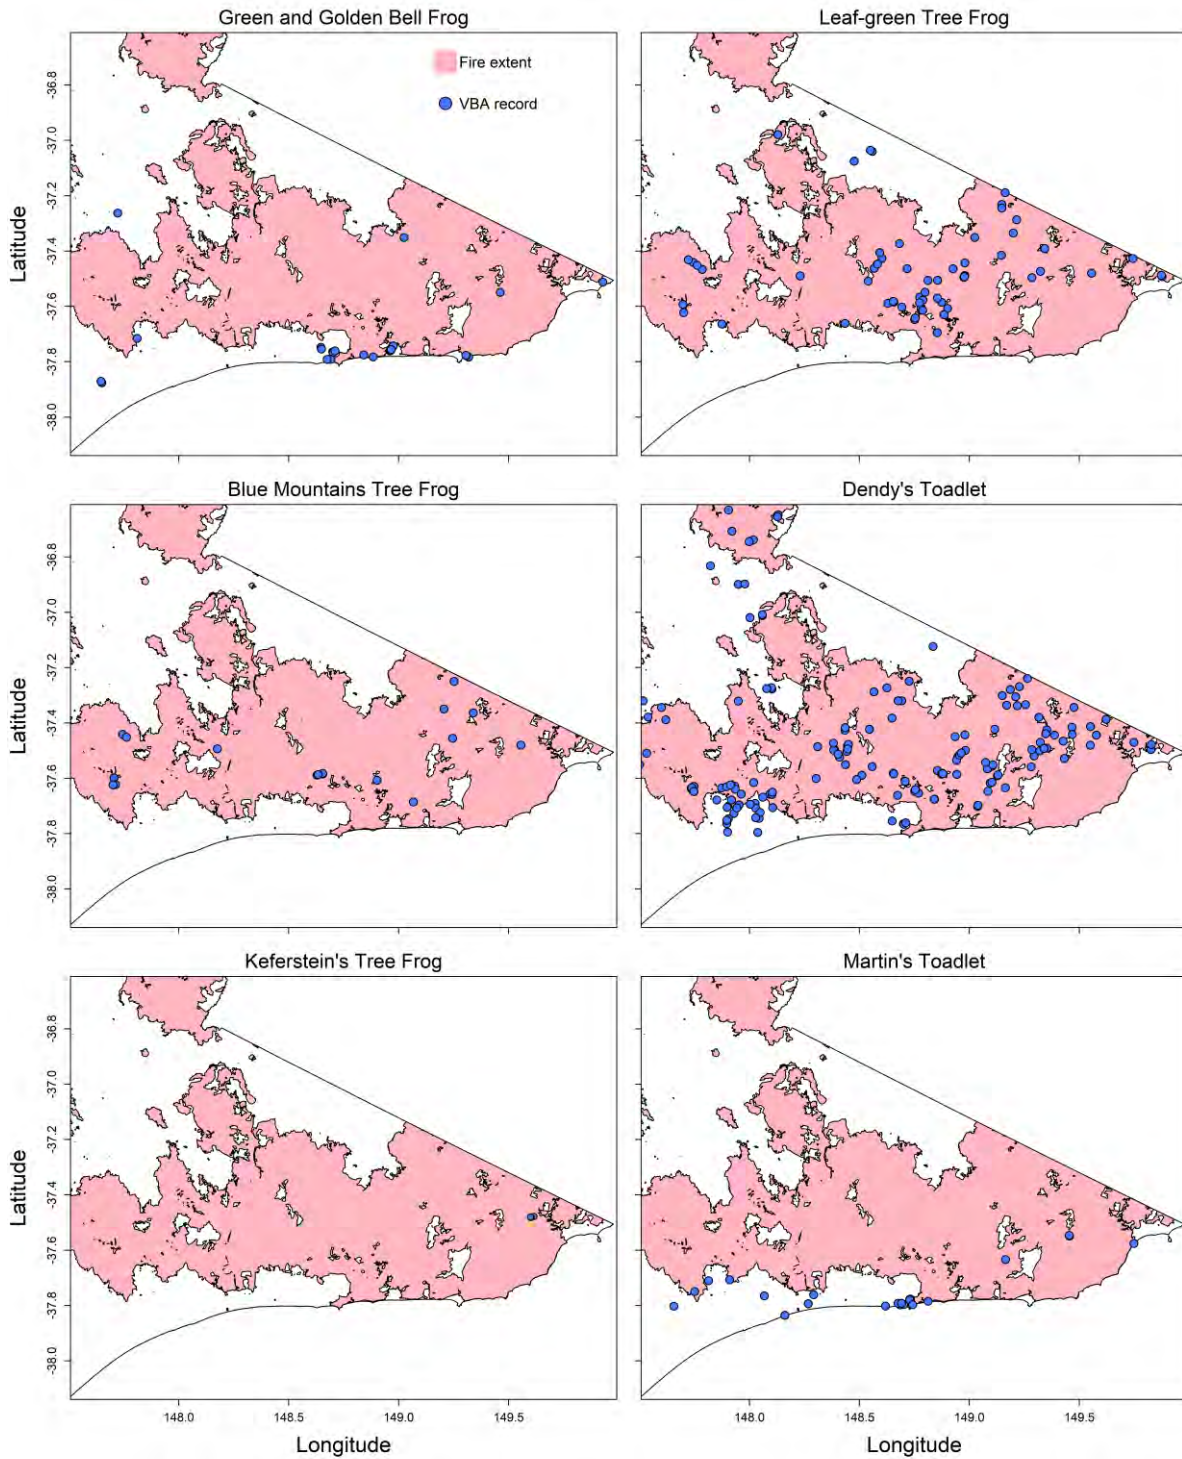 Green and Golden Bell Frog
Leaf-green Tree Frog
Fire extent
VBA record
Latitude
-36.8
-37.0
-37.2
-37.4
-37.6
-37.8
-38.0
Blue Mountains Tree Frog
Dendy's Toadlet
Latitude
-36.8
-37.0
-37.2
-37.4
-37.6
-37.8
-38.0
Keferstein's Tree Frog
Martin's Toadlet
Latitude
-36.8
-37.0
-37.2
-37.4
-37.6
-37.8
-38.0
148.0 148.5 149.0 149.5
148.0 148.5 149.0 149.5
Longitude
Longitude